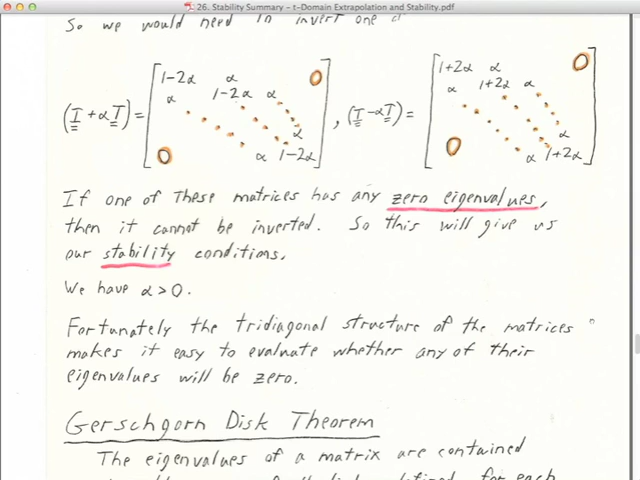 26. Stability Summary - t-Domain Extrapolation and Stability.pdf
So we would need to invert one
(I + αT) = [1-2α α 0
α 1-2α α
α
0 α 1-2α] , (I - αT) = [1+2α α 0
α 1+2α α
α
0 α 1+2α]
If one of these matrices has any zero eigenvalues,
then it cannot be inverted. So this will give us
our stability conditions.
We have α > 0.
Fortunately the tridiagonal structure of the matrices
makes it easy to evaluate whether any of their
eigenvalues will be zero.
Gerschgorn Disk Theorem
The eigenvalues of a matrix are contained
defined for each